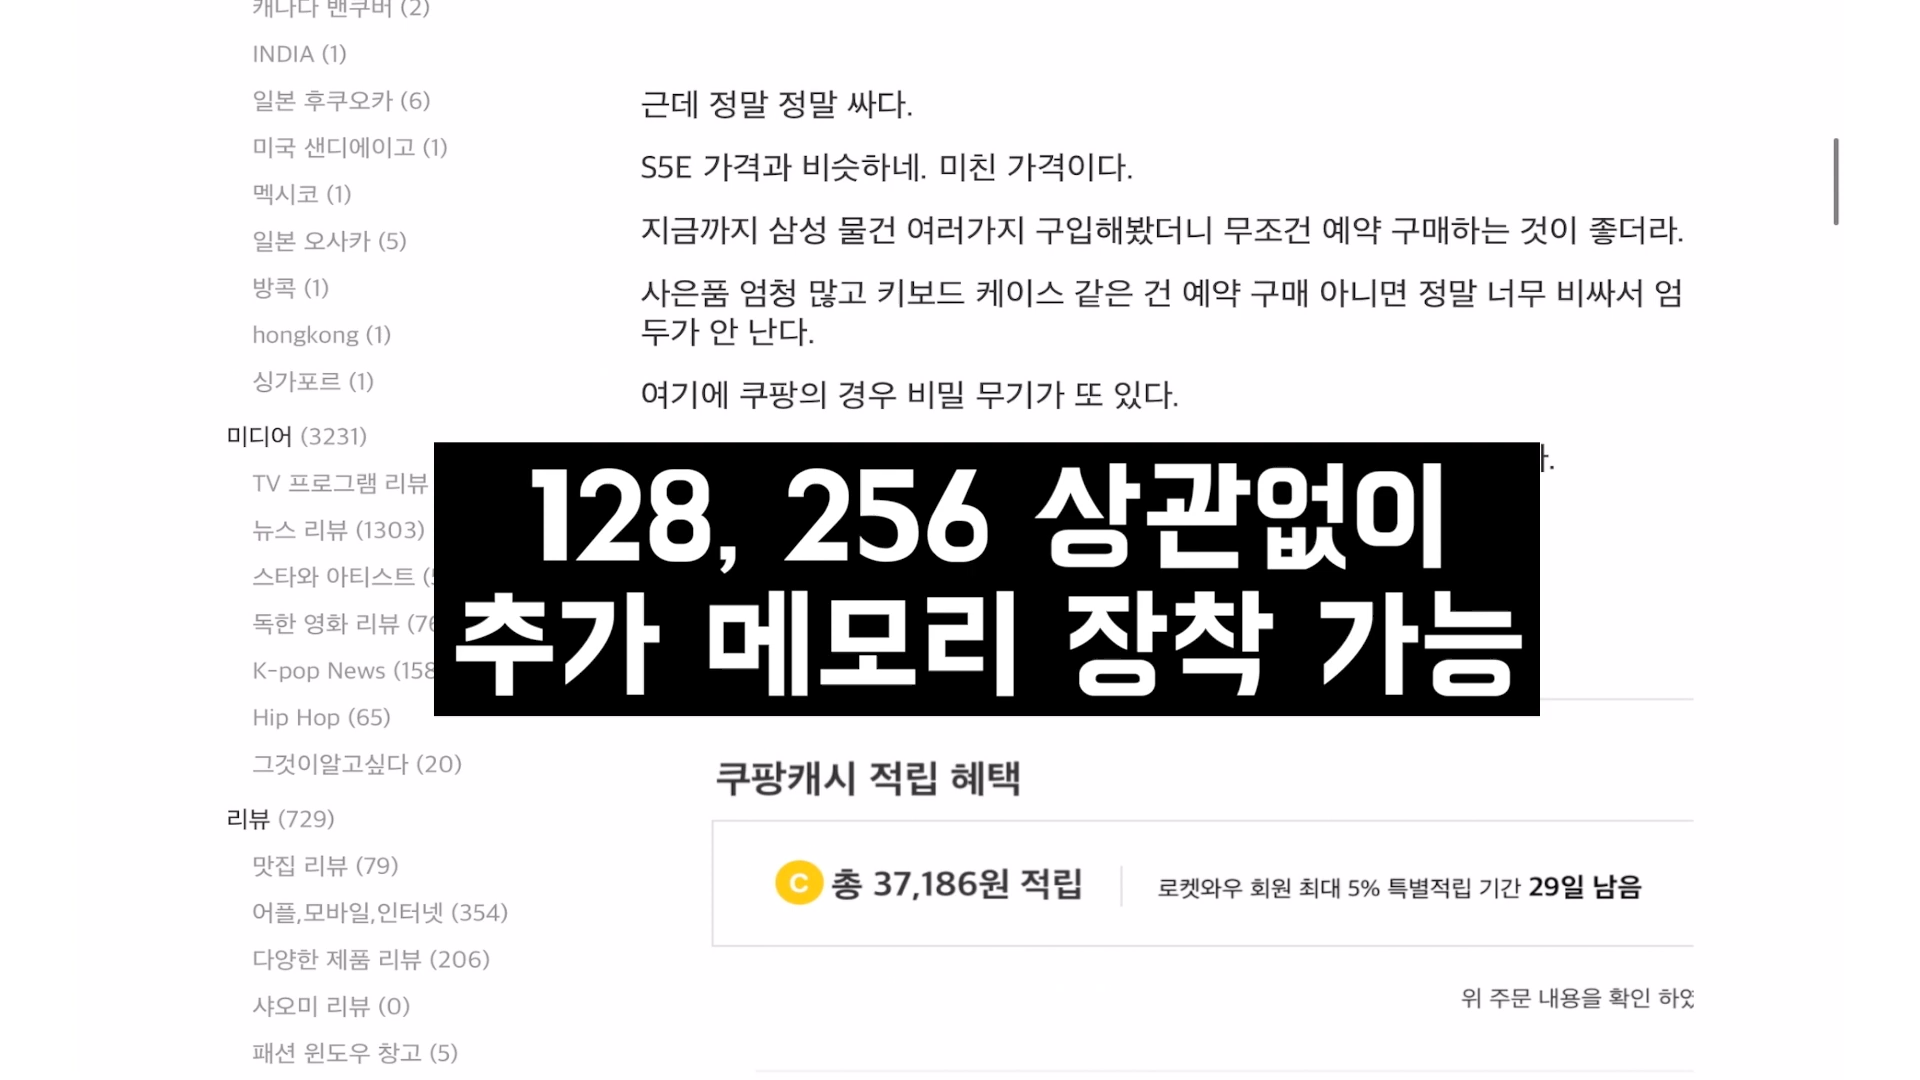 캐나다 밴쿠버 (2)
INDIA (1)
일본 후쿠오카 (6)
미국 샌디에이고 (1)
멕시코 (1)
일본 오사카 (5)
방콕 (1)
hongkong (1)
싱가포르 (1)
미디어 (3231)
TV 프로그램 리뷰
뉴스 리뷰 (1303)
스타와 아티스트
독한 영화 리뷰
K-pop News
Hip Hop (65)
그것이알고싶다 (20)
리뷰 (729)
맛집 리뷰 (79)
어플,모바일,인터넷 (354)
다양한 제품 리뷰 (206)
샤오미 리뷰 (0)
패션 윈도우 창고 (5)
근데 정말 정말 싸다.
S5E 가격과 비슷하네. 미친 가격이다.
지금까지 삼성 물건 여러가지 구입해봤더니 무조건 예약 구매하는 것이 좋더라.
사은품 엄청 많고 키보드 케이스 같은 건 예약 구매 아니면 정말 너무 비싸서 엄
두가 안 난다.
여기에 쿠팡의 경우 비밀 무기가 또 있다.
128, 256 상관없이
추가 메모리 장착 가능
쿠팡캐시 적립 혜택
C 총 37,186원 적립
로켓와우 회원 최대 5% 특별적립 기간 29일 남음
위 주문 내용을 확인 하였